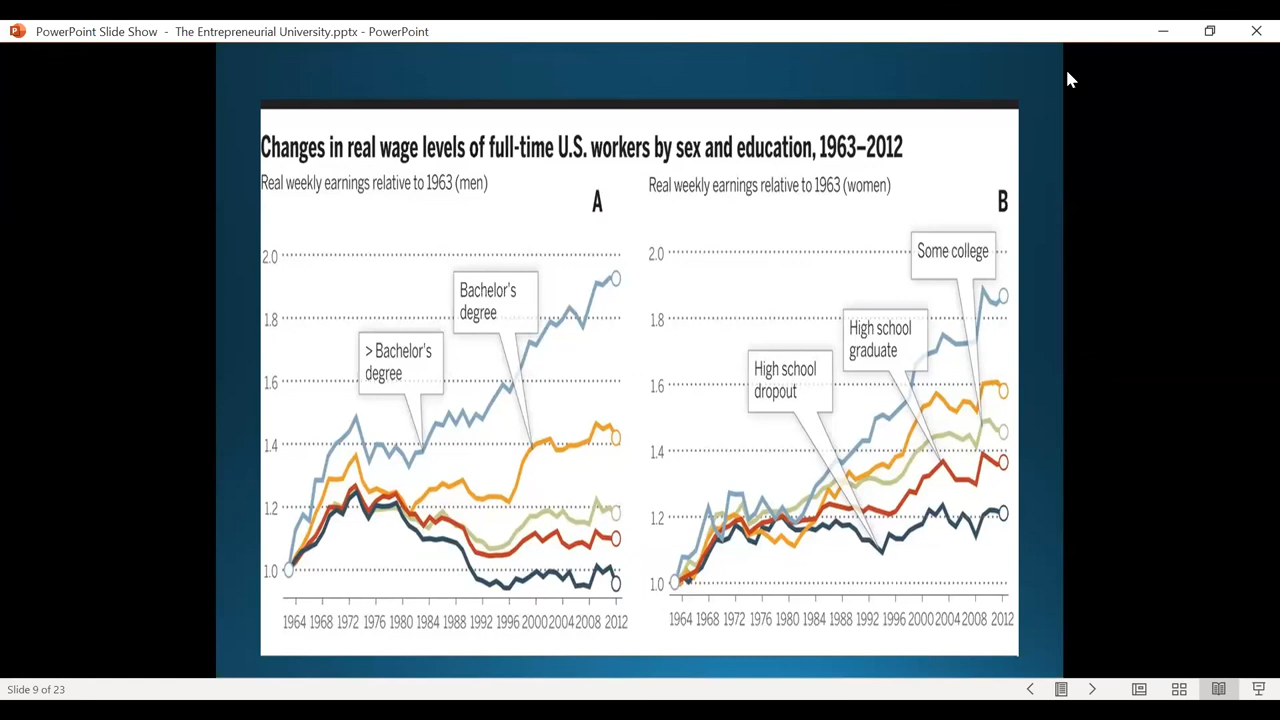 PowerPoint Slide Show - The Entrepreneurial University.pptx - PowerPoint
Changes in real wage levels of full-time U.S. workers by sex and education, 1963–2012
Real weekly earnings relative to 1963 (men)
A
2.0
1.8
1.6
1.4
1.2
1.0
> Bachelor's
degree
Bachelor's
degree
1964 1968 1972 1976 1980 1984 1988 1992 1996 2000 2004 2008 2012
Real weekly earnings relative to 1963 (women)
B
2.0
1.8
1.6
1.4
1.2
1.0
High school
dropout
High school
graduate
Some college
1964 1968 1972 1976 1980 1984 1988 1992 1996 2000 2004 2008 2012
Slide 9 of 23